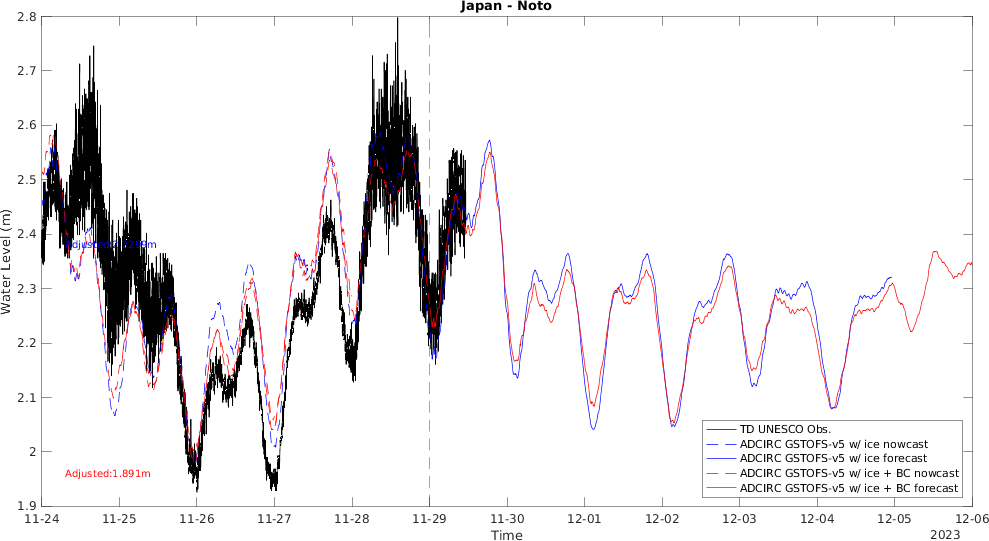 Japan - Noto
Water Level (m)
2.8
2.7
2.6
2.5
2.4
2.3
2.2
2.1
2
1.9
Adjusted:1.891m
TD UNESCO Obs.
ADCIRC GSTOFS-v5 w/ ice nowcast
ADCIRC GSTOFS-v5 w/ ice forecast
ADCIRC GSTOFS-v5 w/ ice + BC nowcast
ADCIRC GSTOFS-v5 w/ ice + BC forecast
11-24 11-25 11-26 11-27 11-28 11-29 11-30 12-01 12-02 12-03 12-04 12-05 12-06
Time
2023